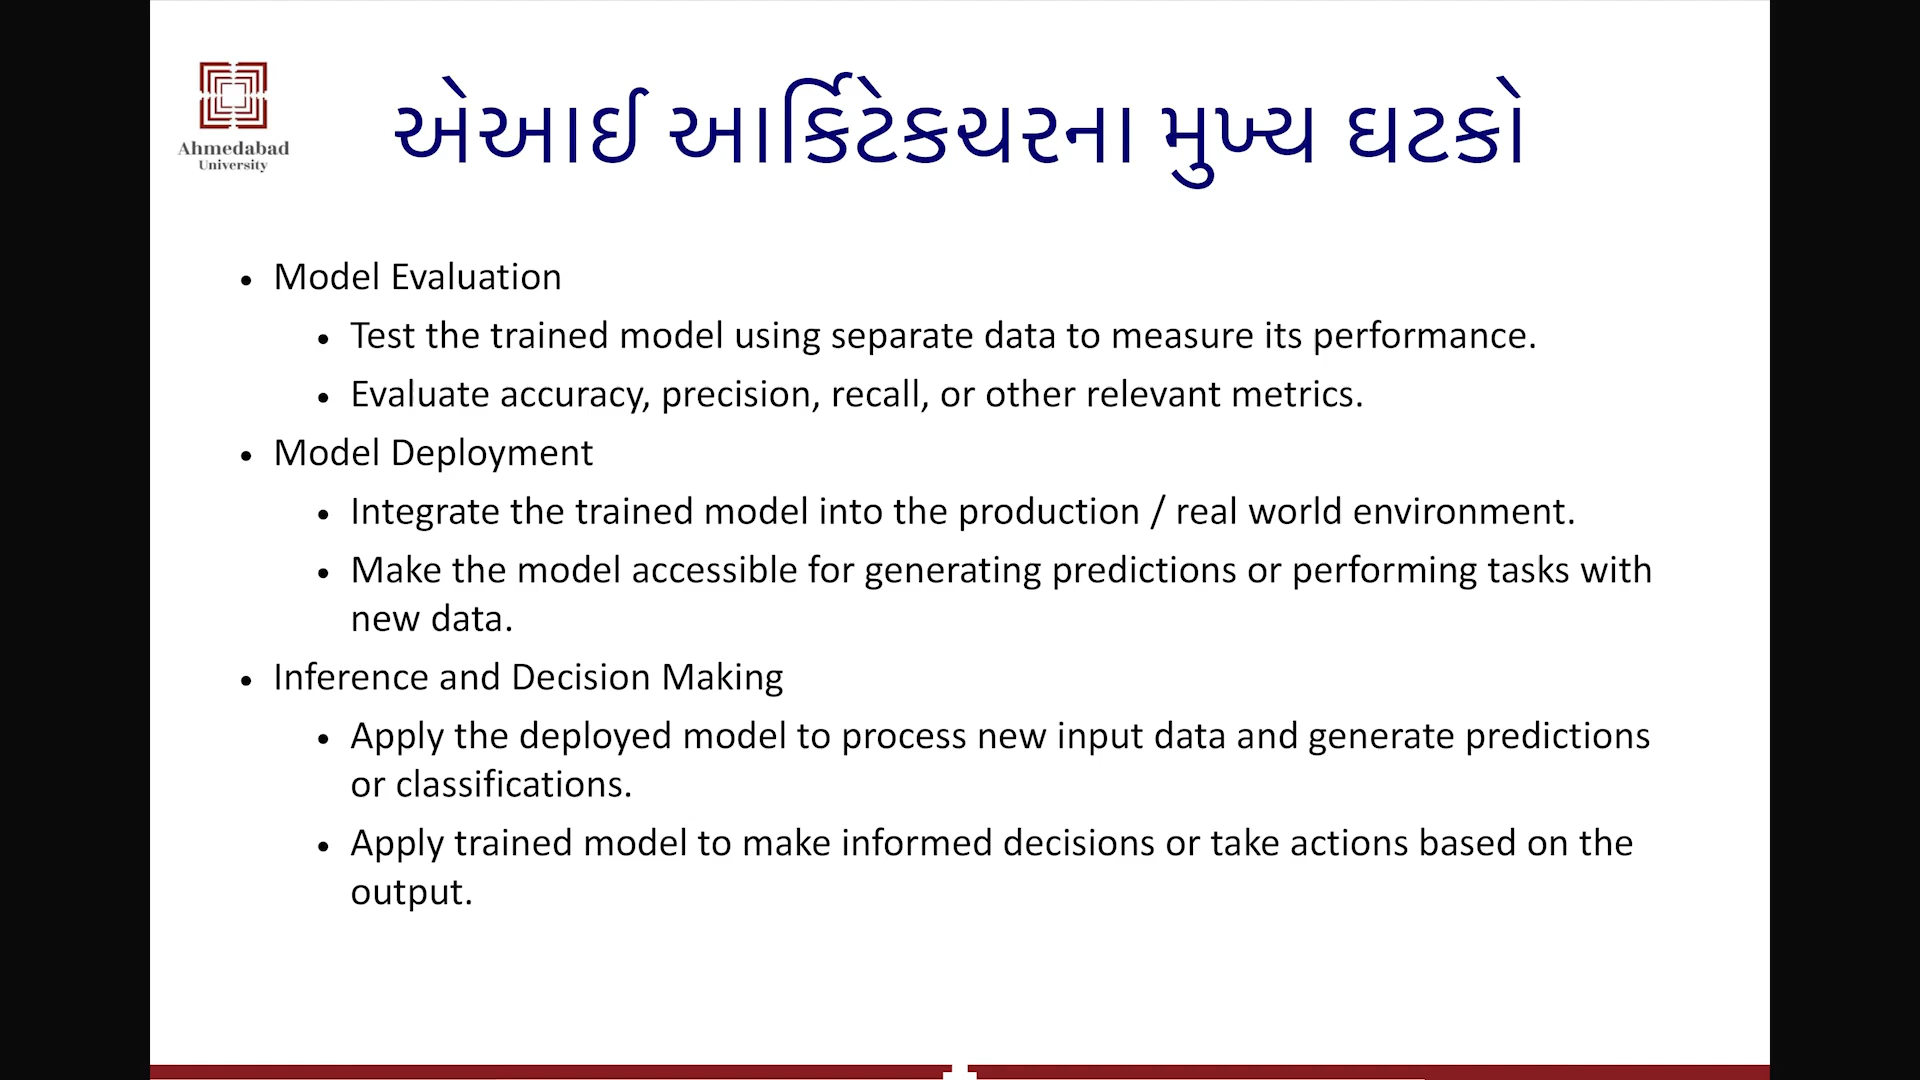 Ahmedabad
University
એઆઈ આર્કિટેકચરના મુખ્ય ઘટકો
• Model Evaluation
• Test the trained model using separate data to measure its performance.
• Evaluate accuracy, precision, recall, or other relevant metrics.
• Model Deployment
• Integrate the trained model into the production / real world environment.
• Make the model accessible for generating predictions or performing tasks with
new data.
• Inference and Decision Making
• Apply the deployed model to process new input data and generate predictions
or classifications.
• Apply trained model to make informed decisions or take actions based on the
output.